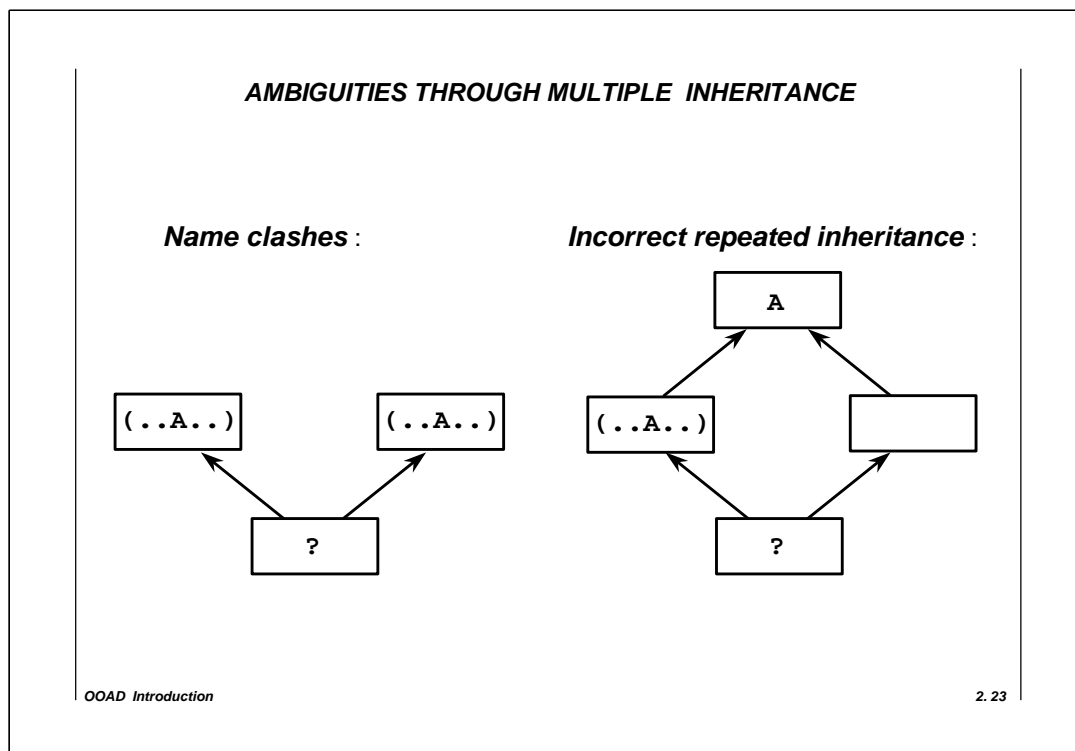 AMBIGUITIES THROUGH MULTIPLE INHERITANCE
Name clashes :
(..A..) (..A..)
?
Incorrect repeated inheritance :
A
(..A..)
?
OOAD Introduction
2. 23